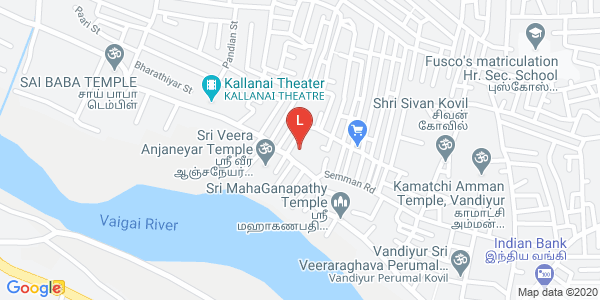 Paari St
Pandian St
SAI BABA TEMPLE
சாய் பாபா
டெம்பிள்
Bharathiyar St
Kallanai Theater
KALLANAI THEATRE
L
Fusco's matriculation
Hr. Sec. School
புஸ்கோஸ்...
Shri Sivan Kovil
சிவன்
கோவில்
Sri Veera
Anjaneyar Temple
ஸ்ரீ வீர
ஆஞ்சநேயர்...
Semman Rd
Sri MahaGanapathy
Temple
ஸ்ரீ
மஹாகணபதி...
Kamatchi Amman
Temple, Vandiyur
காமாட்சி
அம்மன்...
Vaigai River
Vandiyur Sri
Veeraraghava Perumal...
Vandiyur Perumal Kovil
Indian Bank
இந்தியன் வங்கி
Google
Map data ©2020